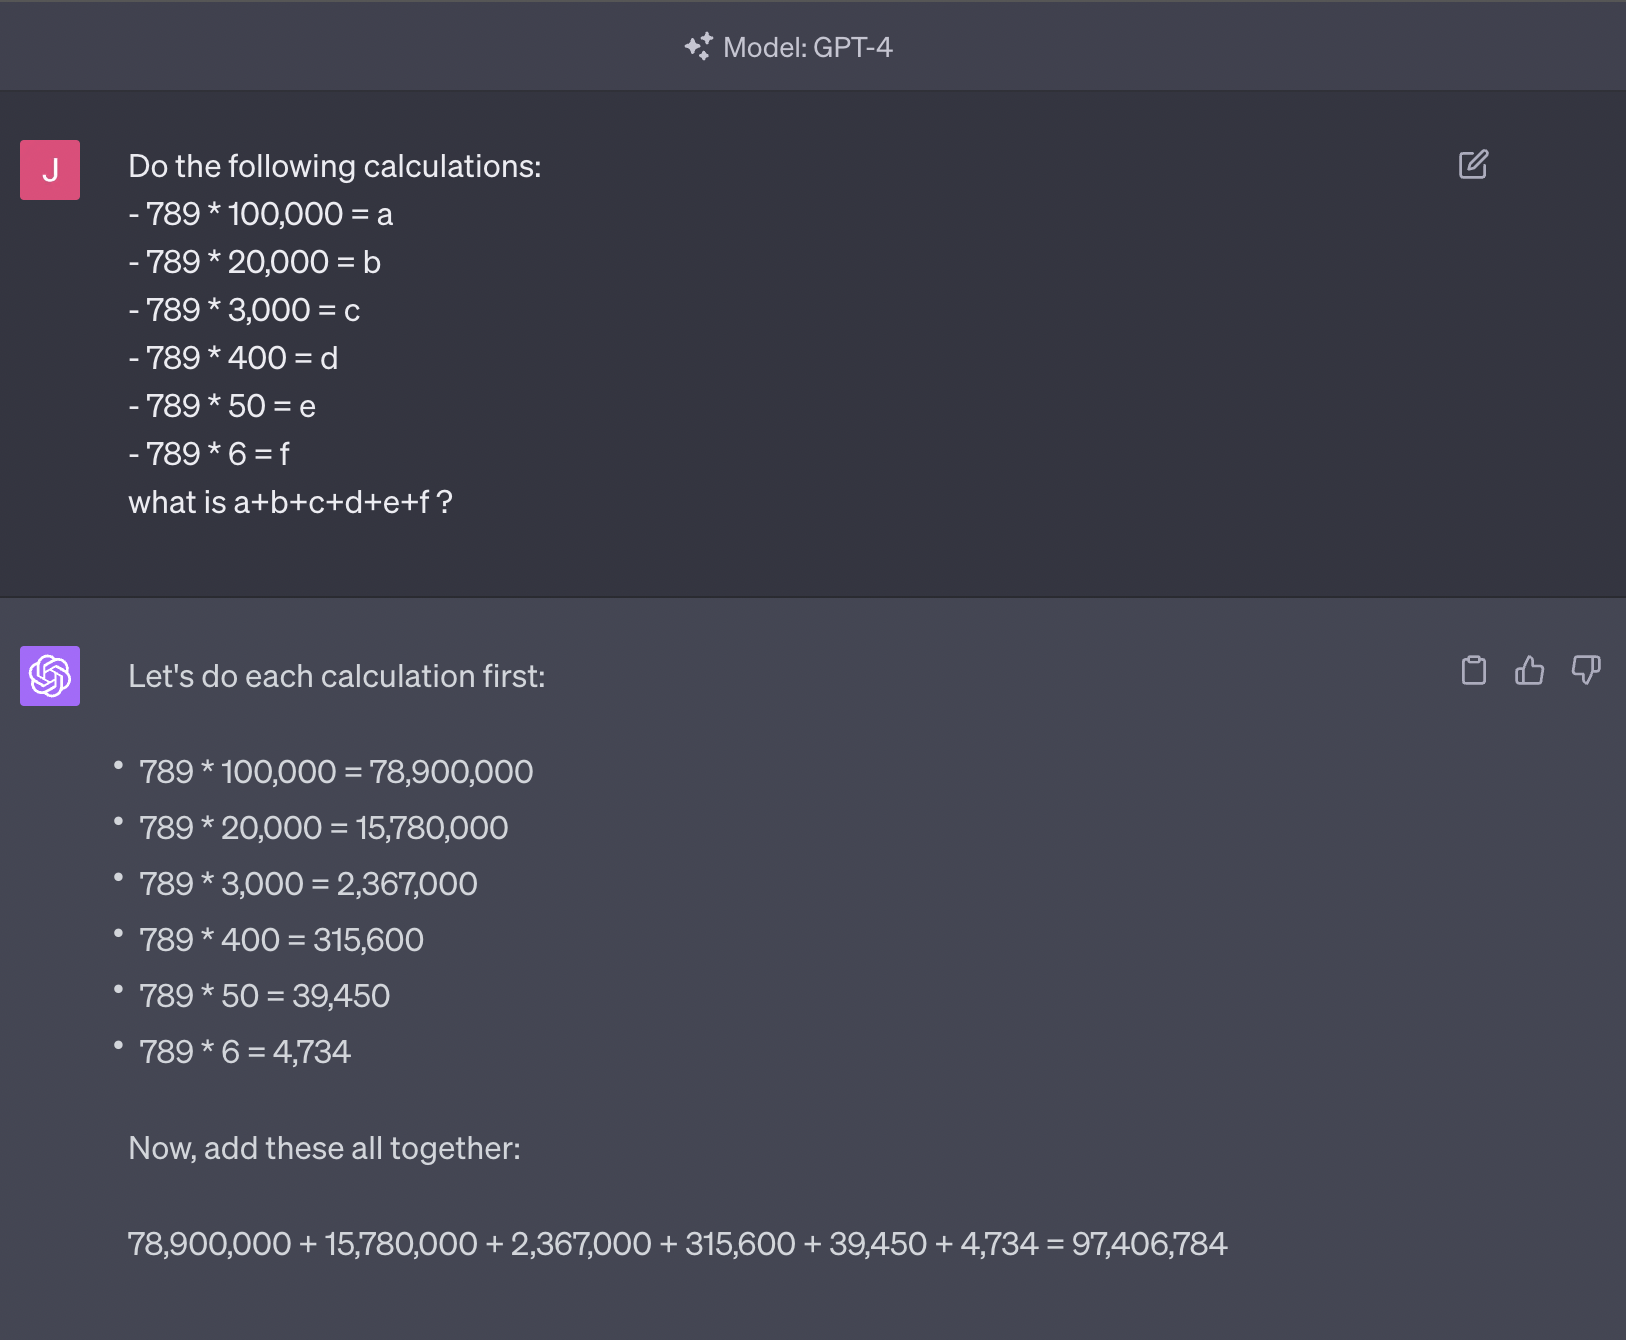 Model: GPT-4
J
Do the following calculations:
- 789 * 100,000 = a
- 789 * 20,000 = b
- 789 * 3,000 = c
- 789 * 400 = d
- 789 * 50 = e
- 789 * 6 = f
what is a+b+c+d+e+f ?
Let's do each calculation first:
• 789 * 100,000 = 78,900,000
• 789 * 20,000 = 15,780,000
• 789 * 3,000 = 2,367,000
• 789 * 400 = 315,600
• 789 * 50 = 39,450
• 789 * 6 = 4,734
Now, add these all together:
78,900,000 + 15,780,000 + 2,367,000 + 315,600 + 39,450 + 4,734 = 97,406,784